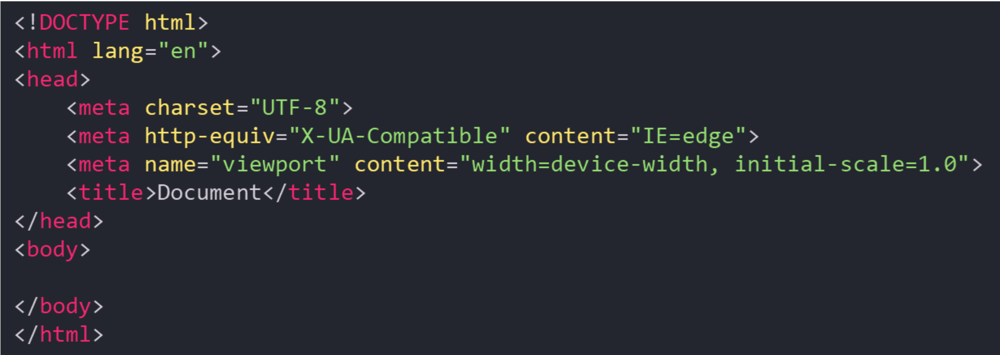 <!DOCTYPE html>
<html lang="en">
<head>
    <meta charset="UTF-8">
    <meta http-equiv="X-UA-Compatible" content="IE=edge">
    <meta name="viewport" content="width=device-width, initial-scale=1.0">
    <title>Document</title>
</head>
<body>

</body>
</html>